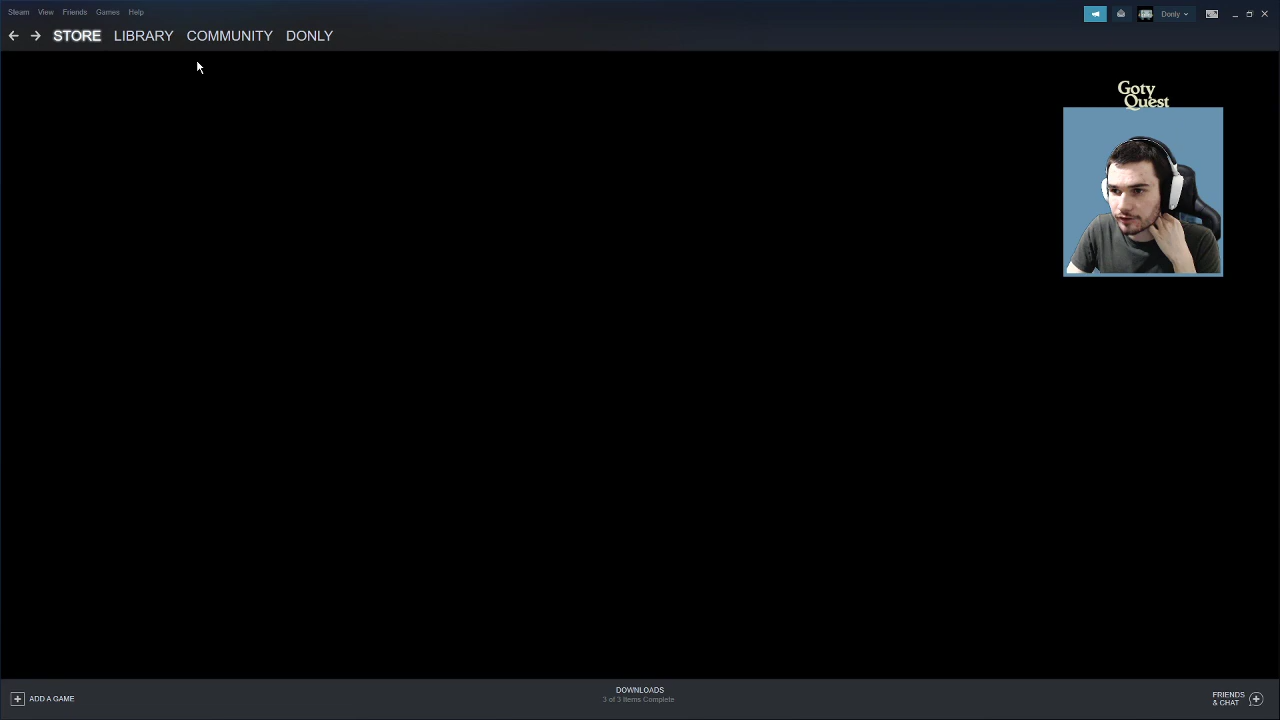 Steam View Friends Games Help
Donly
STORE LIBRARY COMMUNITY DONLY
Goty
Quest
ADD A GAME
DOWNLOADS
3 of 3 Items Complete
FRIENDS
& CHAT